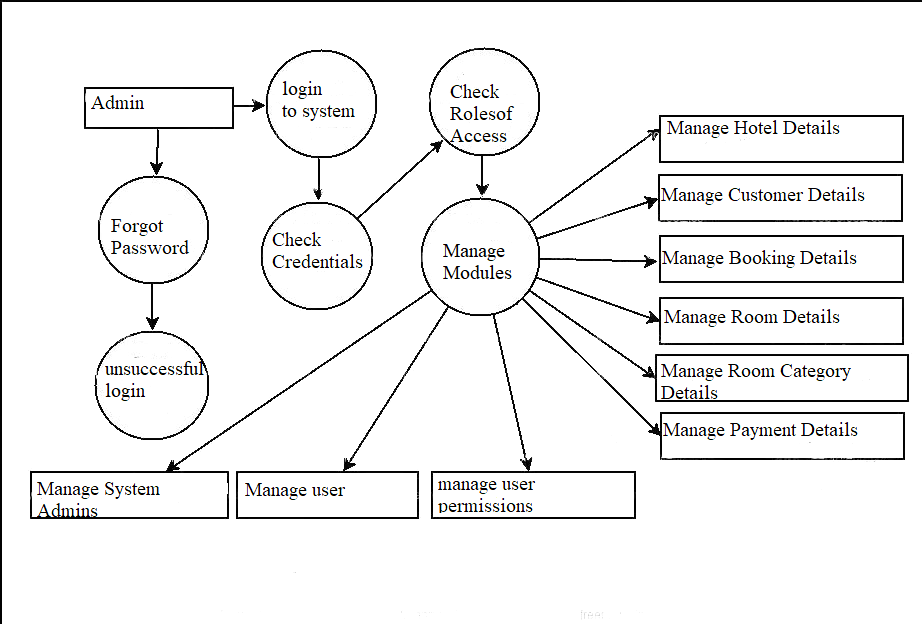 Admin
login
to system
Check
Rolesof
Access
Manage Hotel Details
Manage Customer Details
Forgot
Password
Check
Credentials
Manage
Modules
Manage Booking Details
Manage Room Details
unsuccessful
login
Manage Room Category
Details
Manage Payment Details
Manage System
Admins
Manage user
manage user
permissions